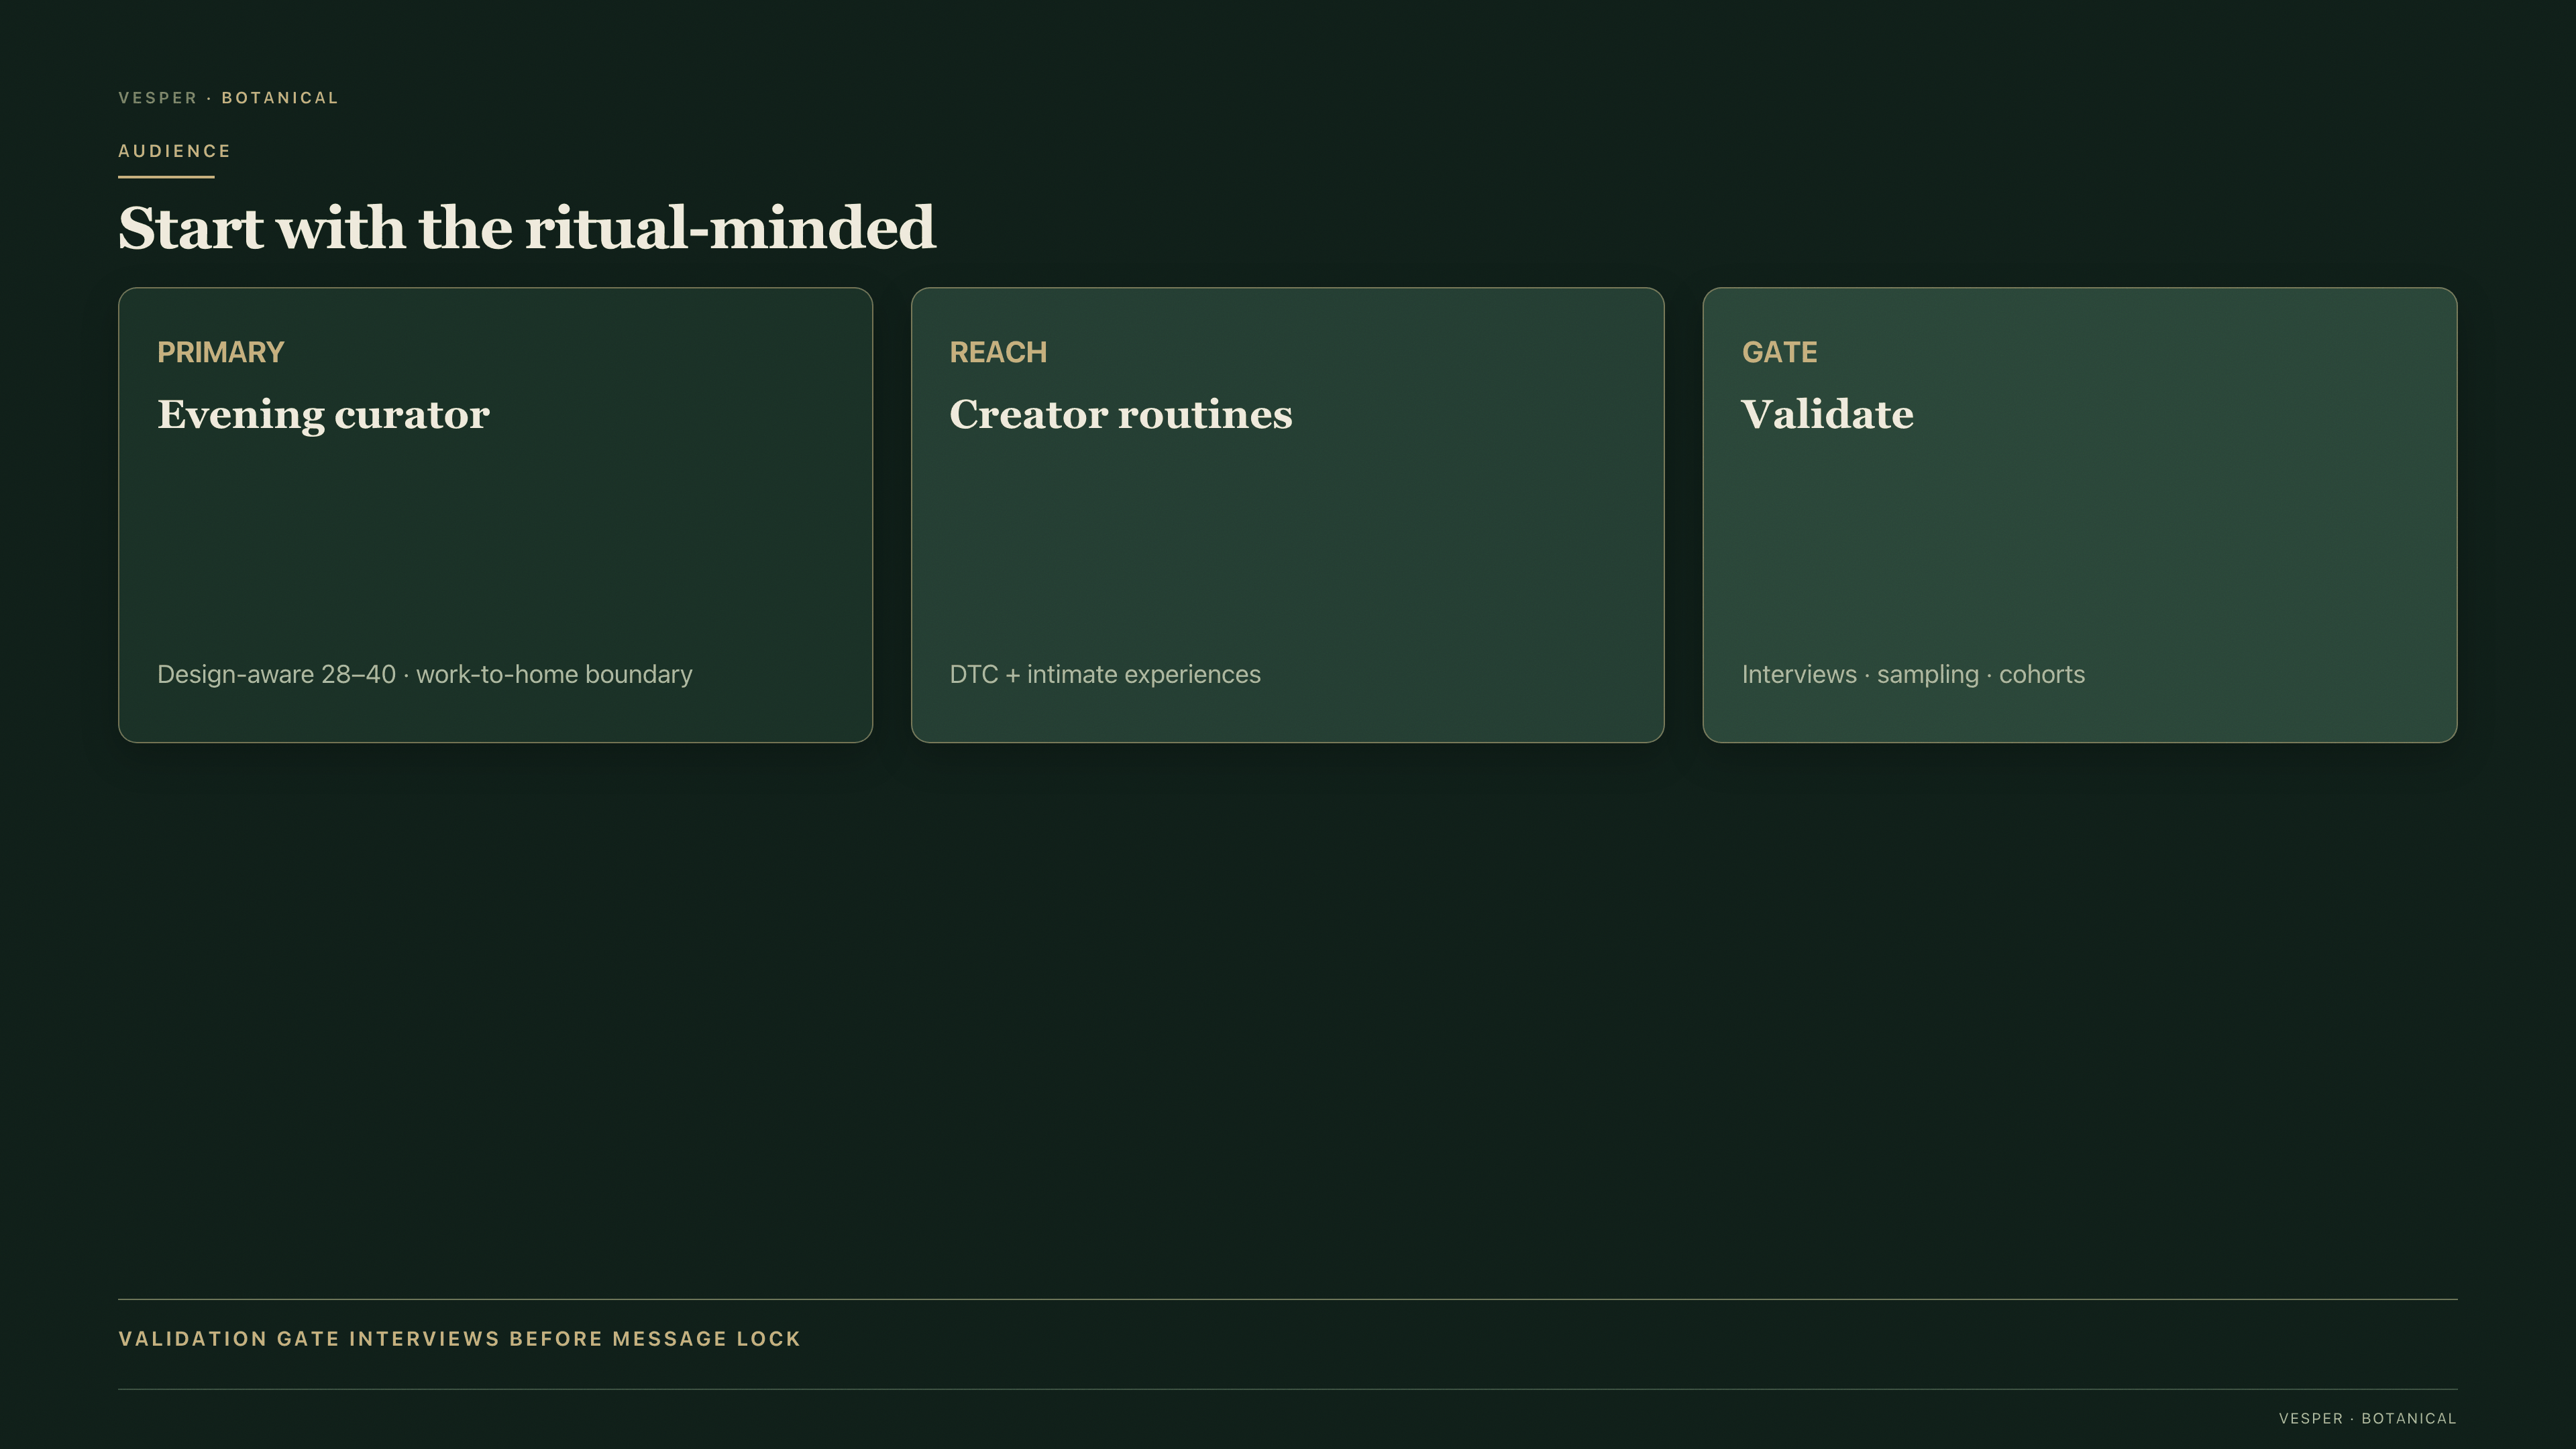 VESPER · BOTANICAL
AUDIENCE
Start with the ritual-minded
PRIMARY
Evening curator
Design-aware 28–40 · work-to-home boundary
REACH
Creator routines
DTC + intimate experiences
GATE
Validate
Interviews · sampling · cohorts
VALIDATION GATE INTERVIEWS BEFORE MESSAGE LOCK
VESPER · BOTANICAL